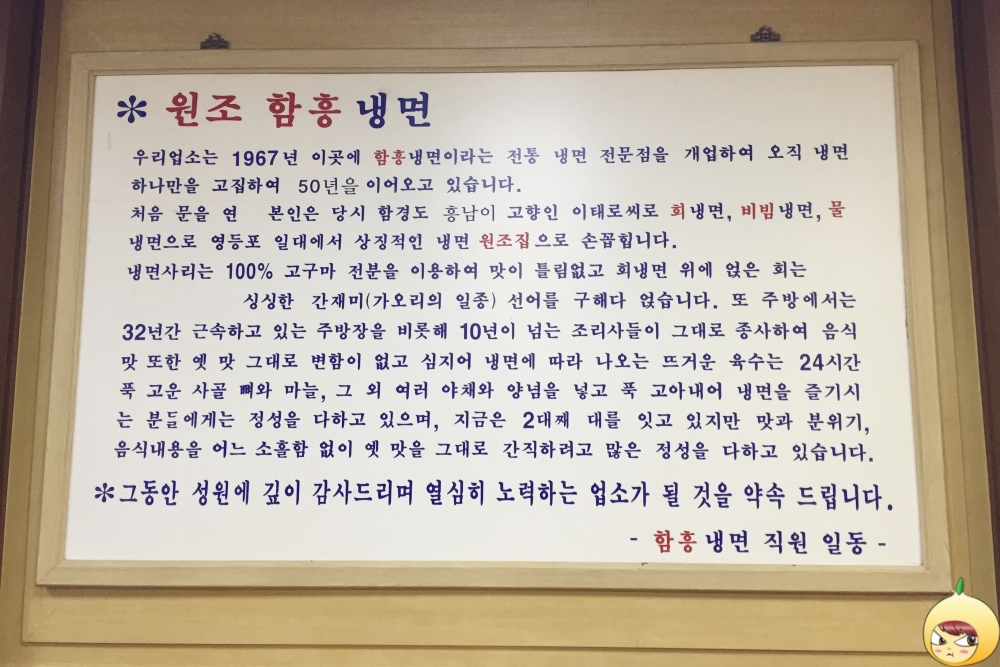 * 원조 함흥 냉면
우리업소는 1967년 이곳에 함흥냉면이라는 전통 냉면 전문점을 개업하여 오직 냉면
하나만을 고집하여 50년을 이어오고 있습니다.
처음 문을 연 본인은 당시 함경도 흥남이 고향인 이태로씨로 회냉면, 비빔냉면, 물
냉면으로 영등포 일대에서 상징적인 냉면 원조집으로 손꼽힙니다.
냉면사리는 100% 고구마 전분을 이용하여 맛이 틀림없고 회냉면 위에 얹은 회는
싱싱한 간재미(가오리의 일종) 선어를 구해다 얹습니다. 또 주방에서는
32년간 근속하고 있는 주방장을 비롯해 10년이 넘는 조리사들이 그대로 종사하여 음식
맛 또한 옛 맛 그대로 변함이 없고 심지어 냉면에 따라 나오는 뜨거운 육수는 24시간
푹 고운 사골 뼈와 마늘, 그 외 여러 야채와 양념을 넣고 푹 고아내어 냉면을 즐기시
는 분들에게는 정성을 다하고 있으며, 지금은 2대째 대를 잇고 있지만 맛과 분위기,
음식내용을 어느 소홀함 없이 옛 맛을 그대로 간직하려고 많은 정성을 다하고 있습니다.
*그동안 성원에 깊이 감사드리며 열심히 노력하는 업소가 될 것을 약속 드립니다.
- 함흥냉면 직원 일동 -